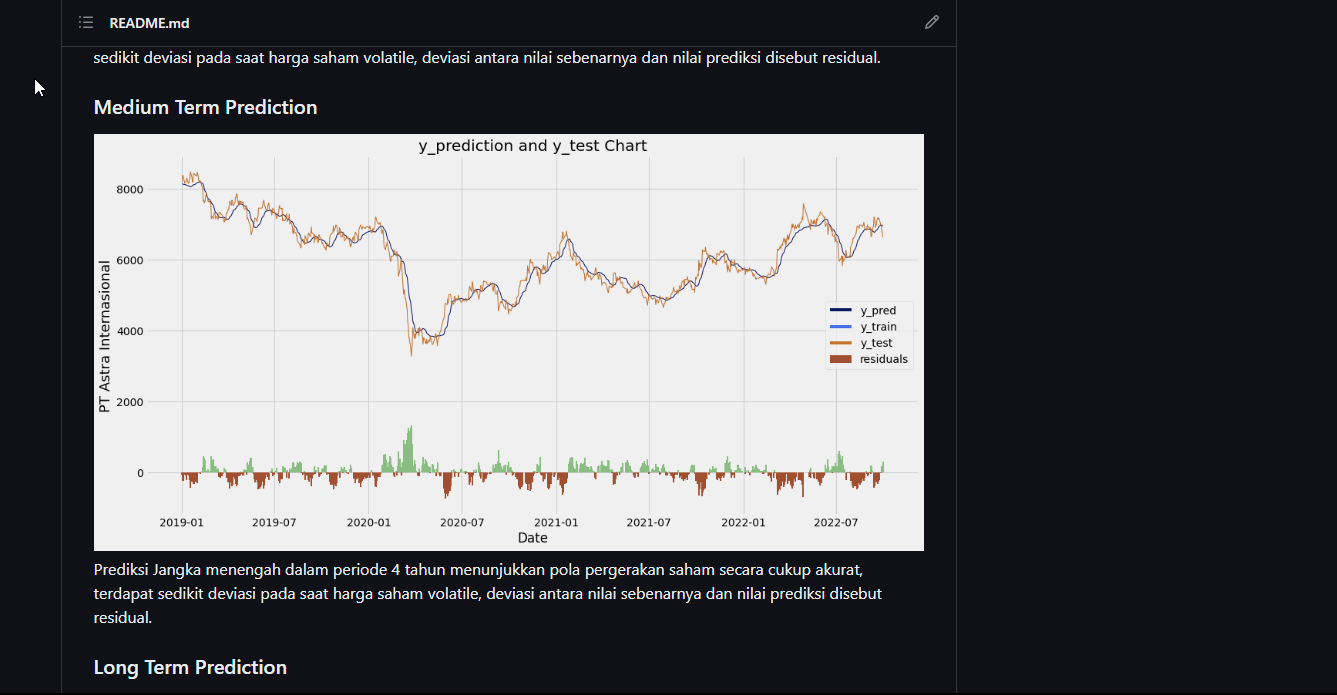 README.md
sedikit deviasi pada saat harga saham volatile, deviasi antara nilai sebenarnya dan nilai prediksi disebut residual.
Medium Term Prediction
y_prediction and y_test Chart
8000
6000
4000
2000
0
PT Astra Internasional
y_pred
y_train
y_test
residuals
2019-01 2019-07 2020-01 2020-07 2021-01 2021-07 2022-01 2022-07
Date
Prediksi Jangka menengah dalam periode 4 tahun menunjukkan pola pergerakan saham secara cukup akurat,
terdapat sedikit deviasi pada saat harga saham volatile, deviasi antara nilai sebenarnya dan nilai prediksi disebut
residual.
Long Term Prediction